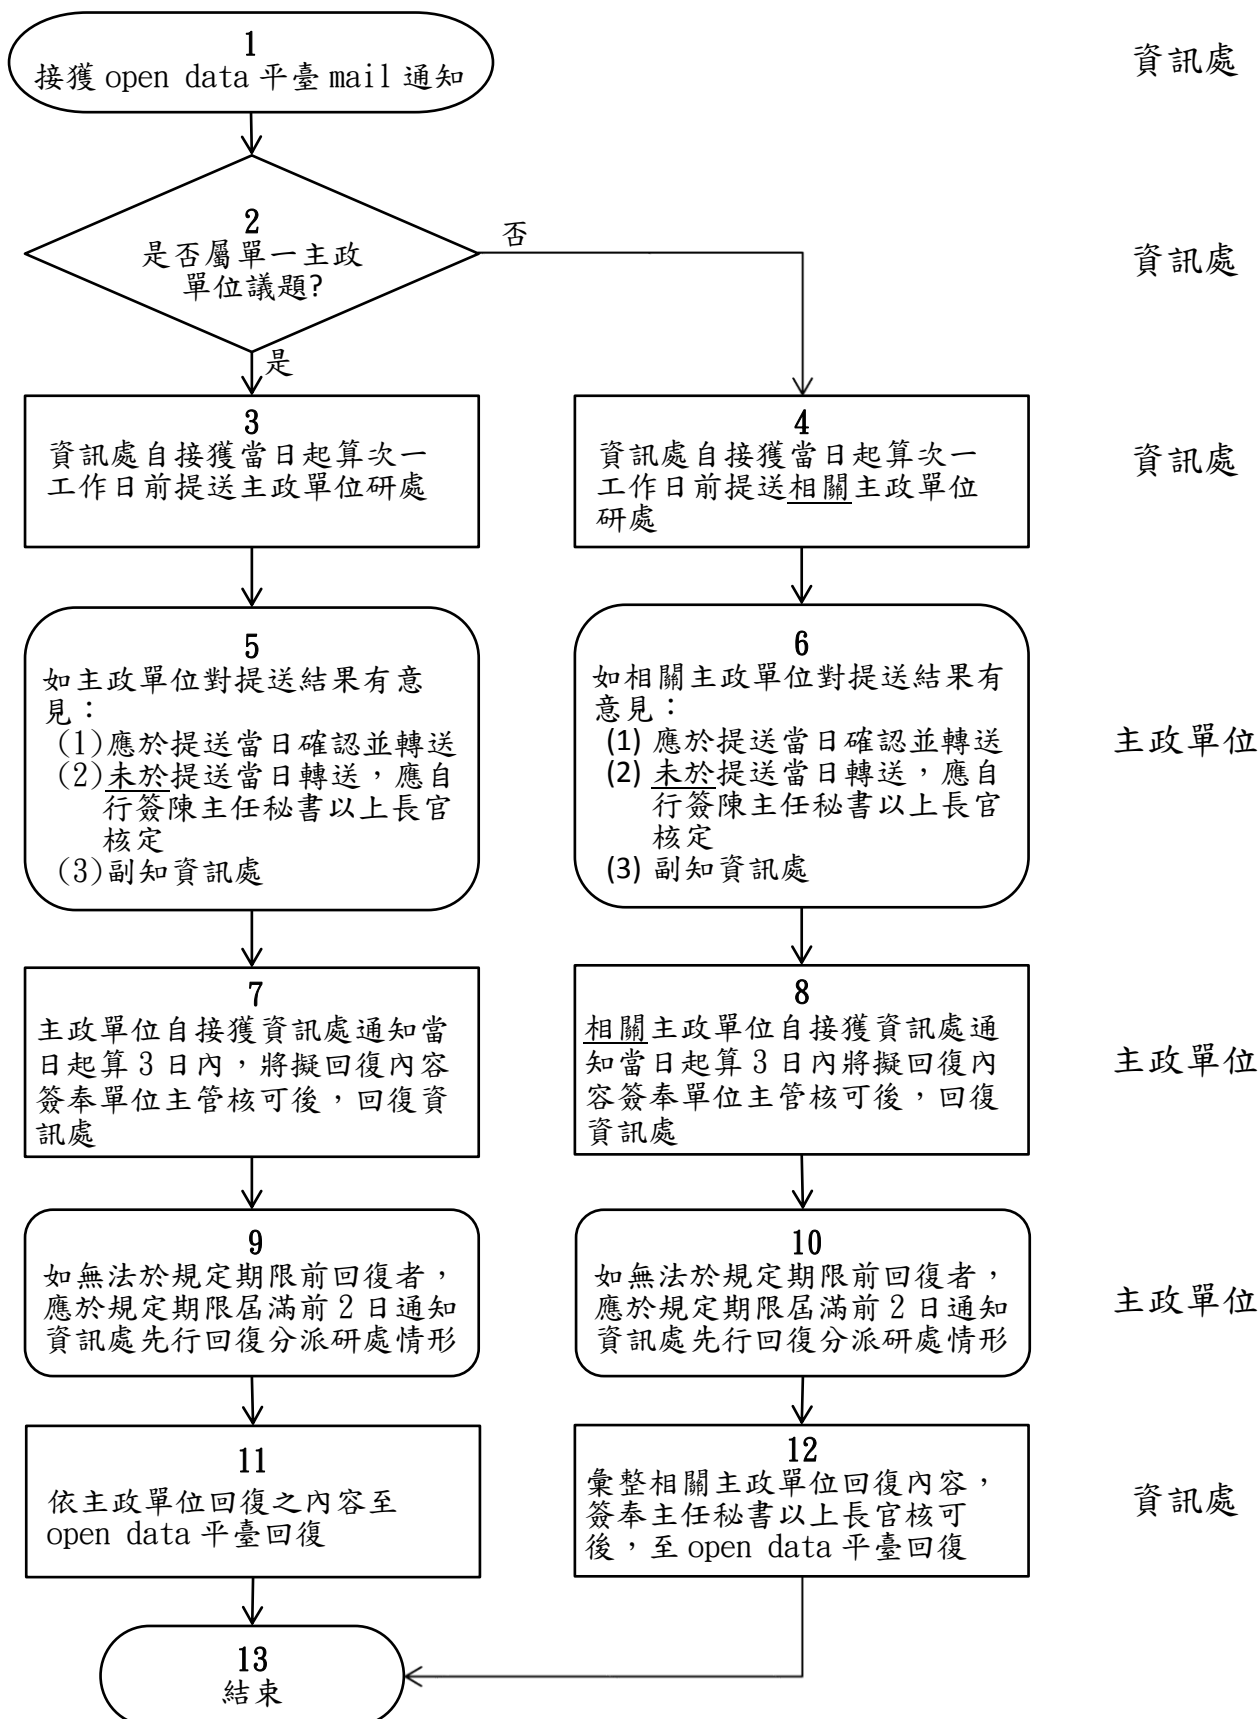 1
接獲 open data 平臺 mail 通知
資訊處
2
是否屬單一主政
單位議題?
否
資訊處
是
3
資訊處自接獲當日起算次一
工作日前提送主政單位研處
4
資訊處自接獲當日起算次一
工作日前提送相關主政單位
研處
資訊處
5
如主政單位對提送結果有意
見：
(1)應於提送當日確認並轉送
(2)未於提送當日轉送，應自
行簽陳主任秘書以上長官
核定
(3)副知資訊處
6
如相關主政單位對提送結果有
意見：
(1) 應於提送當日確認並轉送
(2) 未於提送當日轉送，應自
行簽陳主任秘書以上長官
核定
(3) 副知資訊處
主政單位
7
主政單位自接獲資訊處通知當
日起算 3 日內，將擬回復內容
簽奉單位主管核可後，回復資
訊處
8
相關主政單位自接獲資訊處通
知當日起算 3 日內將擬回復內
容簽奉單位主管核可後，回復
資訊處
主政單位
9
如無法於規定期限前回復者，
應於規定期限屆滿前 2 日通知
資訊處先行回復分派研處情形
10
如無法於規定期限前回復者，
應於規定期限屆滿前 2 日通知
資訊處先行回復分派研處情形
主政單位
11
依主政單位回復之內容至
open data 平臺回復
12
彙整相關主政單位回復內容，
簽奉主任秘書以上長官核可
後，至 open data 平臺回復
資訊處
13
結束